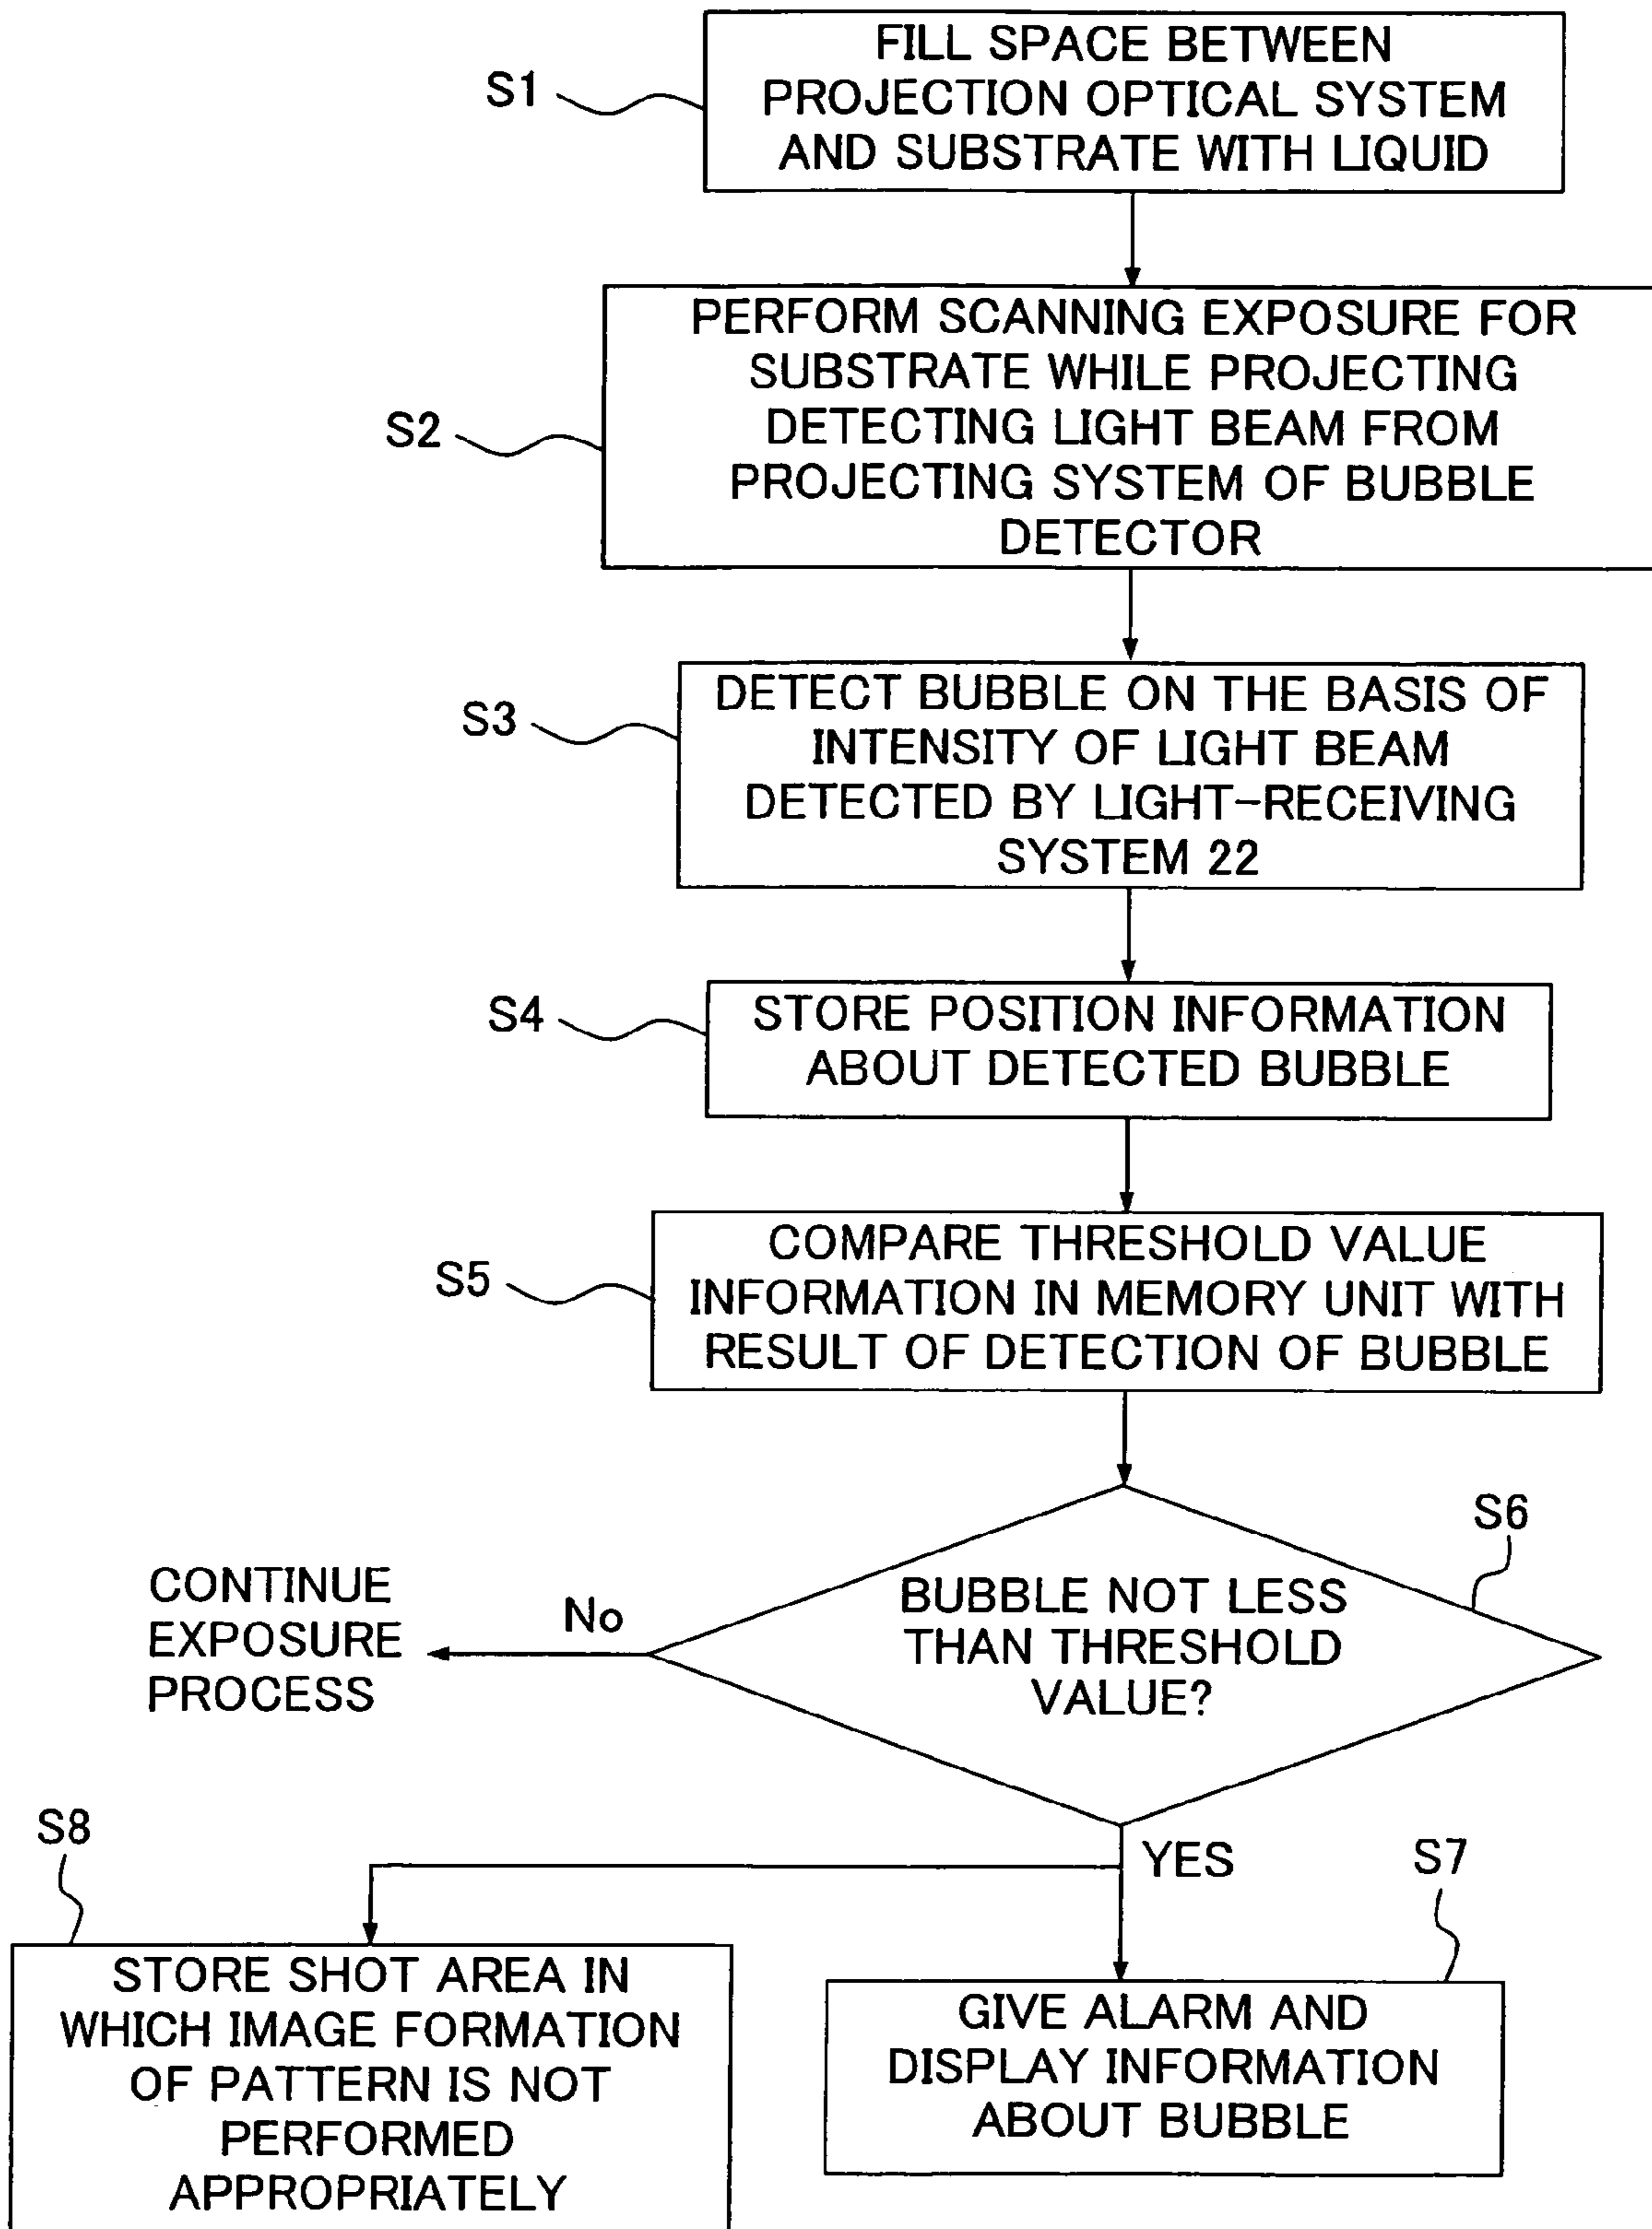 S1
FILL SPACE BETWEEN
PROJECTION OPTICAL SYSTEM
AND SUBSTRATE WITH LIQUID
S2
PERFORM SCANNING EXPOSURE FOR
SUBSTRATE WHILE PROJECTING
DETECTING LIGHT BEAM FROM
PROJECTING SYSTEM OF BUBBLE
DETECTOR
S3
DETECT BUBBLE ON THE BASIS OF
INTENSITY OF LIGHT BEAM
DETECTED BY LIGHT-RECEIVING
SYSTEM 22
S4
STORE POSITION INFORMATION
ABOUT DETECTED BUBBLE
S5
COMPARE THRESHOLD VALUE
INFORMATION IN MEMORY UNIT WITH
RESULT OF DETECTION OF BUBBLE
S6
BUBBLE NOT LESS
THAN THRESHOLD
VALUE?
No
CONTINUE
EXPOSURE
PROCESS
YES
S8
STORE SHOT AREA IN
WHICH IMAGE FORMATION
OF PATTERN IS NOT
PERFORMED
APPROPRIATELY
S7
GIVE ALARM AND
DISPLAY INFORMATION
ABOUT BUBBLE